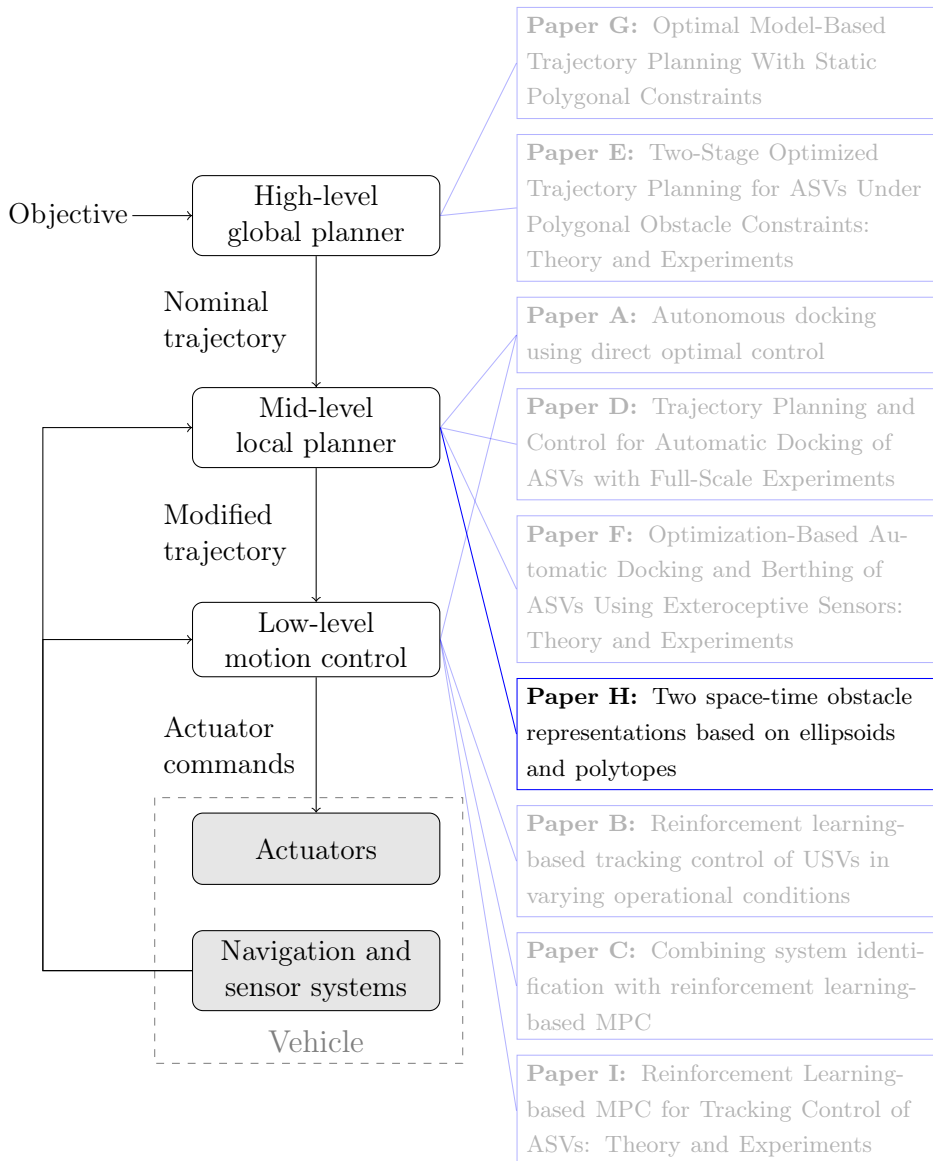 Objective
High-level
global planner
Nominal
trajectory
Mid-level
local planner
Modified
trajectory
Low-level
motion control
Actuator
commands
Actuators
Navigation and
sensor systems
Vehicle
Paper G: Optimal Model-Based
Trajectory Planning With Static
Polygonal Constraints
Paper E: Two-Stage Optimized
Trajectory Planning for ASVs Under
Polygonal Obstacle Constraints:
Theory and Experiments
Paper A: Autonomous docking
using direct optimal control
Paper D: Trajectory Planning and
Control for Automatic Docking of
ASVs with Full-Scale Experiments
Paper F: Optimization-Based Au-
tomatic Docking and Berthing of
ASVs Using Exteroceptive Sensors:
Theory and Experiments
Paper H: Two space-time obstacle
representations based on ellipsoids
and polytopes
Paper B: Reinforcement learning-
based tracking control of USVs in
varying operational conditions
Paper C: Combining system identi-
fication with reinforcement learning-
based MPC
Paper I: Reinforcement Learning-
based MPC for Tracking Control of
ASVs: Theory and Experiments